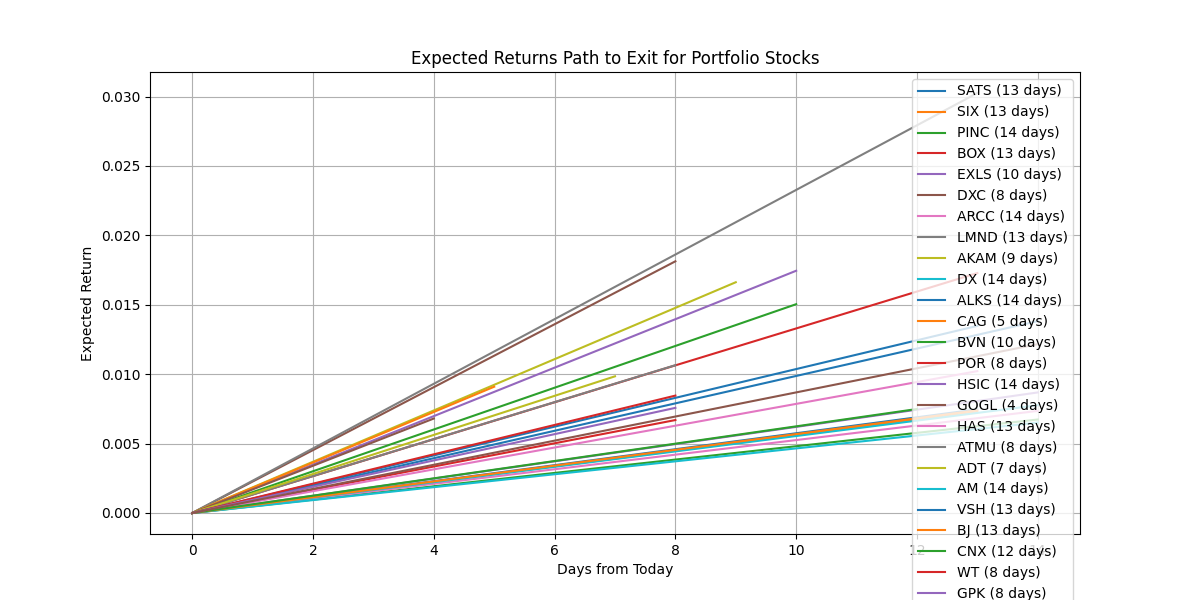 Expected Returns Path to Exit for Portfolio Stocks
Expected Return
0.030
0.025
0.020
0.015
0.010
0.005
0.000
0 2 4 6 8 10 12
Days from Today
SATS (13 days)
SIX (13 days)
PINC (14 days)
BOX (13 days)
EXLS (10 days)
DXC (8 days)
ARCC (14 days)
LMND (13 days)
AKAM (9 days)
DX (14 days)
ALKS (14 days)
CAG (5 days)
BVN (10 days)
POR (8 days)
HSIC (14 days)
GOGL (4 days)
HAS (13 days)
ATMU (8 days)
ADT (7 days)
AM (14 days)
VSH (13 days)
BJ (13 days)
CNX (12 days)
WT (8 days)
GPK (8 days)